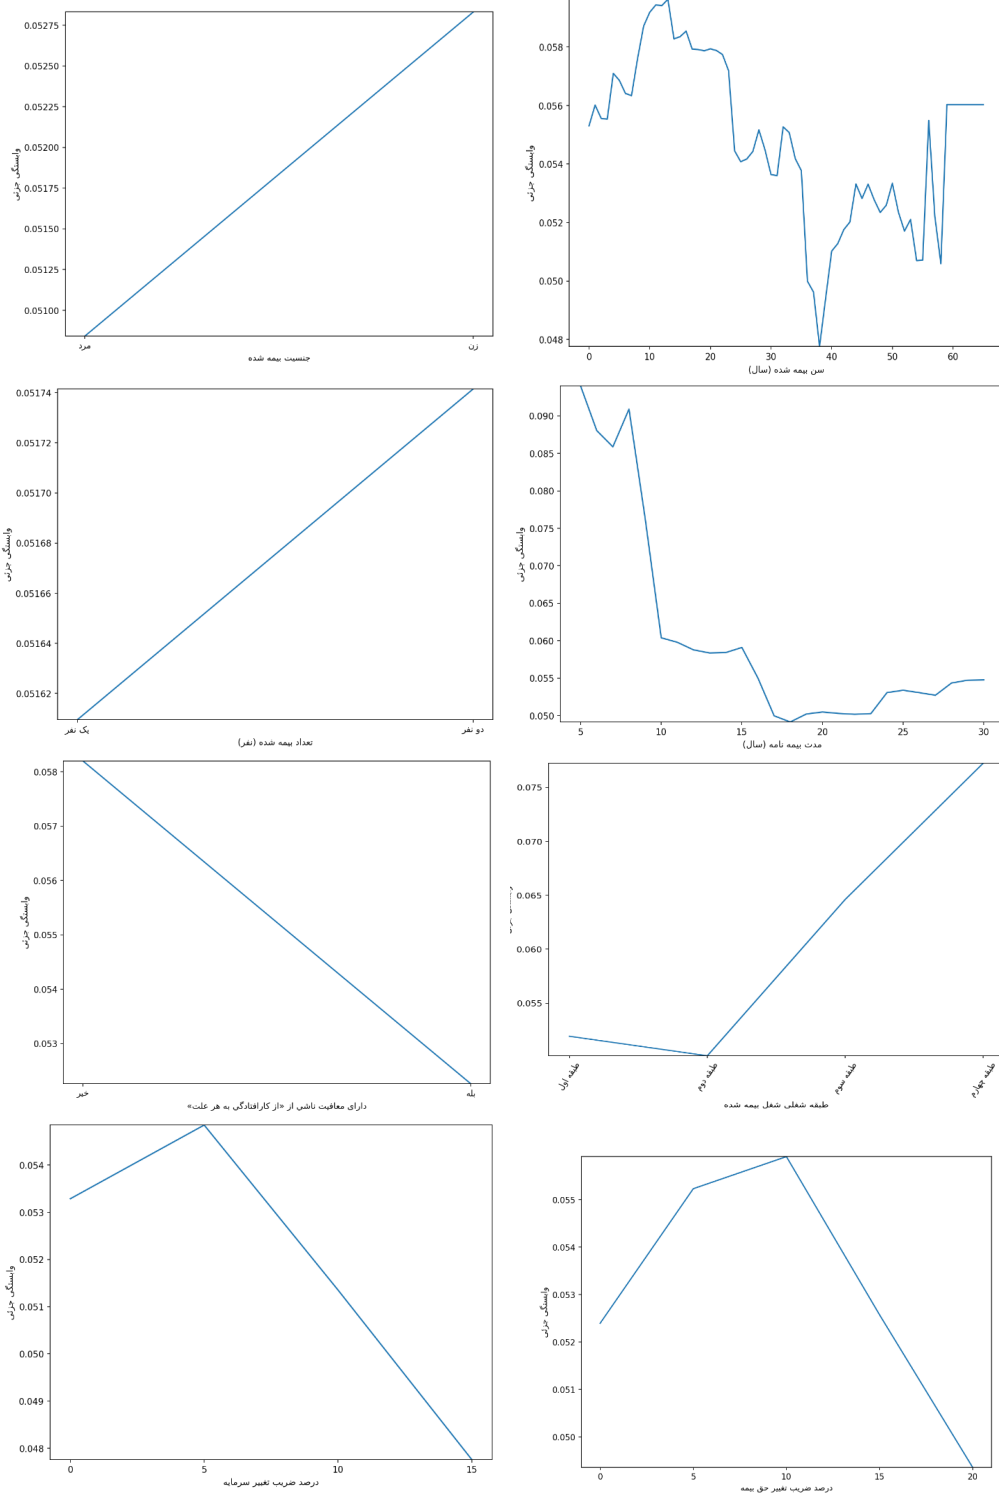 0.05275
0.05250
0.05225
0.05200
0.05175
0.05150
0.05125
0.05100
وابستگی جزئی
مرد
زن
جنسیت بیمه شده
0.058
0.056
0.054
0.052
0.050
0.048
وابستگی جزئی
0 10 20 30 40 50 60
سن بیمه شده (سال)
0.05174
0.05172
0.05170
0.05168
0.05166
0.05164
0.05162
وابستگی جزئی
یک نفر
دو نفر
تعداد بیمه شده (نفر)
0.090
0.085
0.080
0.075
0.070
0.065
0.060
0.055
0.050
وابستگی جزئی
5 10 15 20 25 30
مدت بیمه نامه (سال)
0.058
0.057
0.056
0.055
0.054
0.053
وابستگی جزئی
خیر
بله
دارای معافیت ناشي از «از کارافتادگي به هر علت»
0.075
0.070
0.065
0.060
0.055
طبقه اول
طبقه دوم
طبقه سوم
طبقه چهارم
طبقه شغلی شغل بیمه شده
0.054
0.053
0.052
0.051
0.050
0.049
0.048
وابستگی جزئی
0 5 10 15
درصد ضریب تغییر سرمایه
0.055
0.054
0.053
0.052
0.051
0.050
وابستگی جزئی
0 5 10 15 20
درصد ضریب تغییر حق بیمه